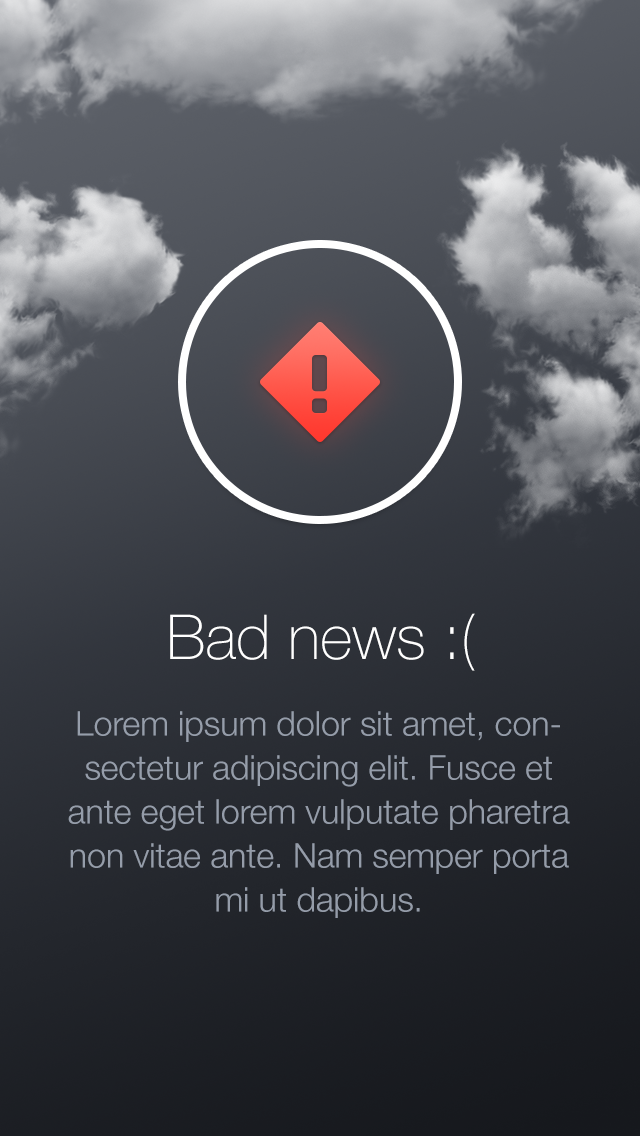 Bad news :(
Lorem ipsum dolor sit amet, con-
sectetur adipiscing elit. Fusce et
ante eget lorem vulputate pharetra
non vitae ante. Nam semper porta
mi ut dapibus.